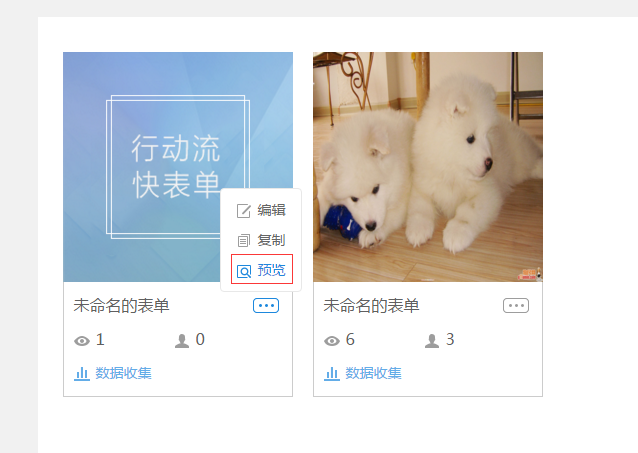 行动流
快表单
编辑
复制
预览
未命名的表单
1 0
数据收集
未命名的表单
6 3
数据收集